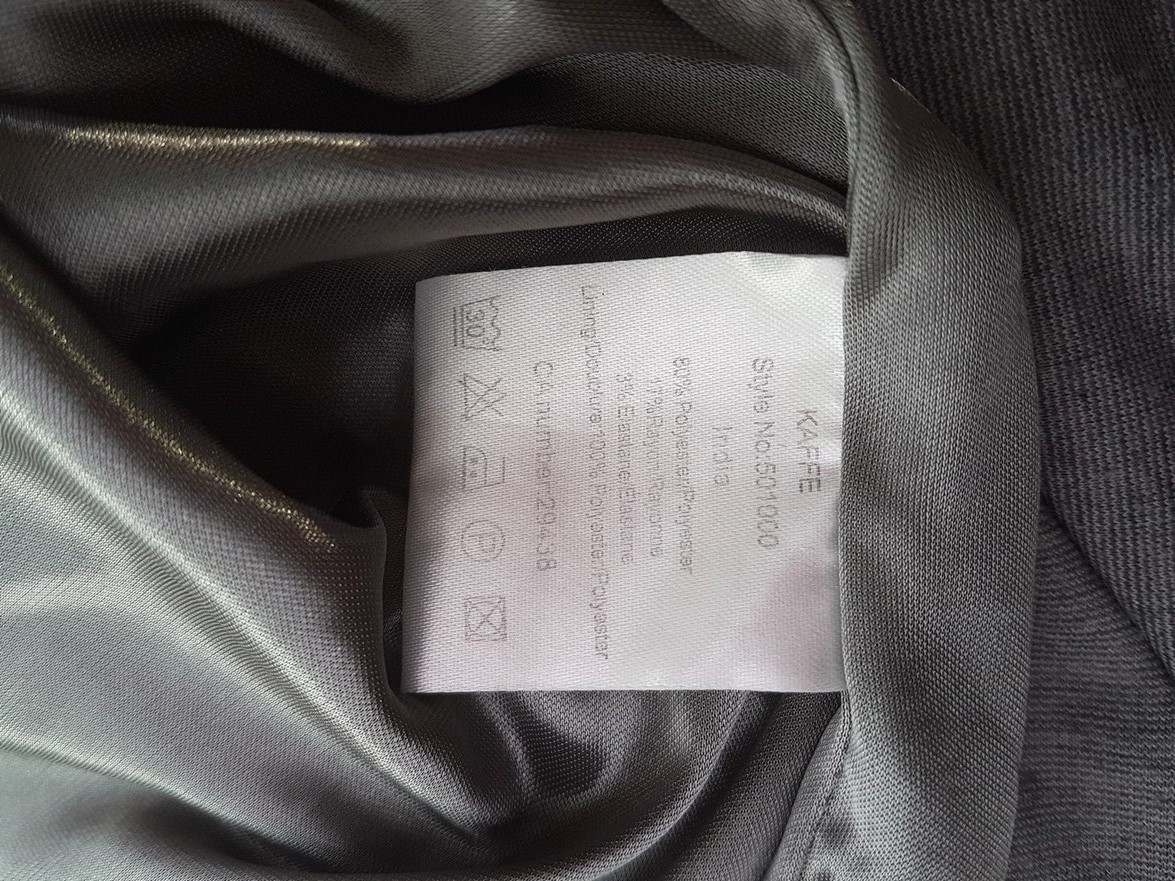 KAFFE
Style No.501000
India
80% Polyester/Polyester
17% Rayon/Rayonne
3% Elastane/Elastane
Lining/Doublure 100% Polyester/Polyester
CA number 29438
30
P